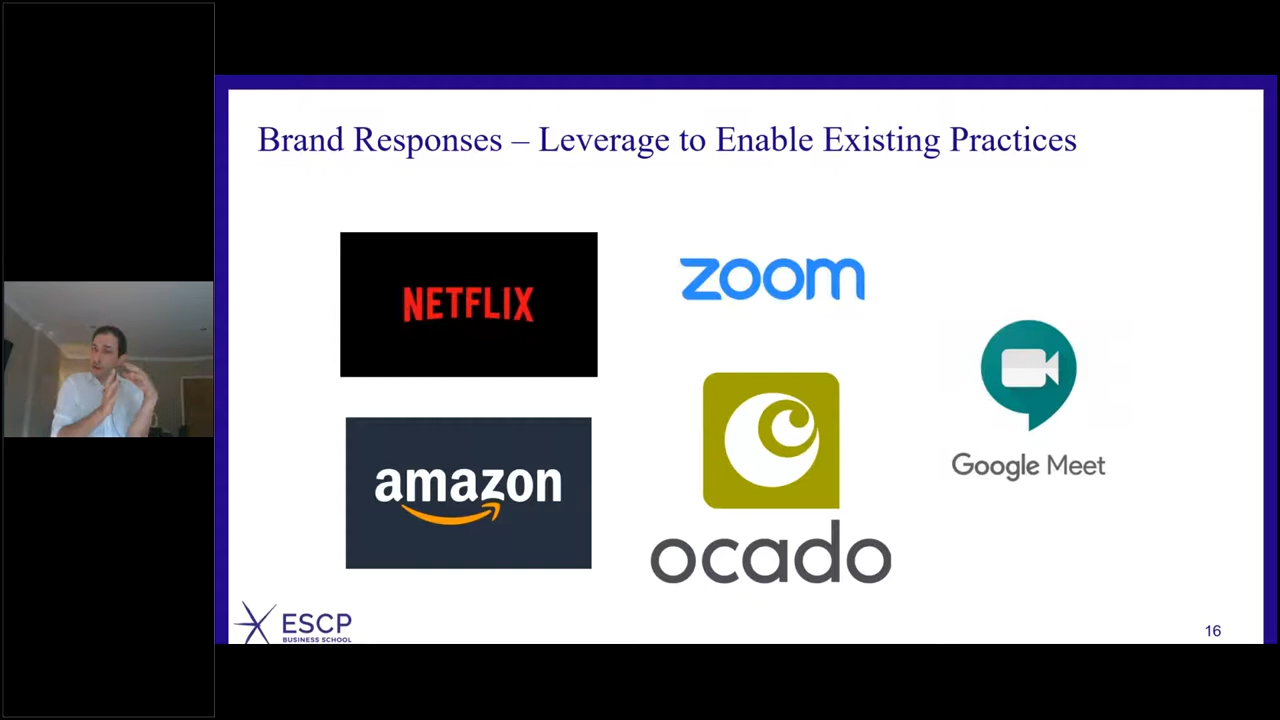 Brand Responses – Leverage to Enable Existing Practices
NETFLIX
zoom
amazon
ocado
Google Meet
ESCP
BUSINESS SCHOOL
16